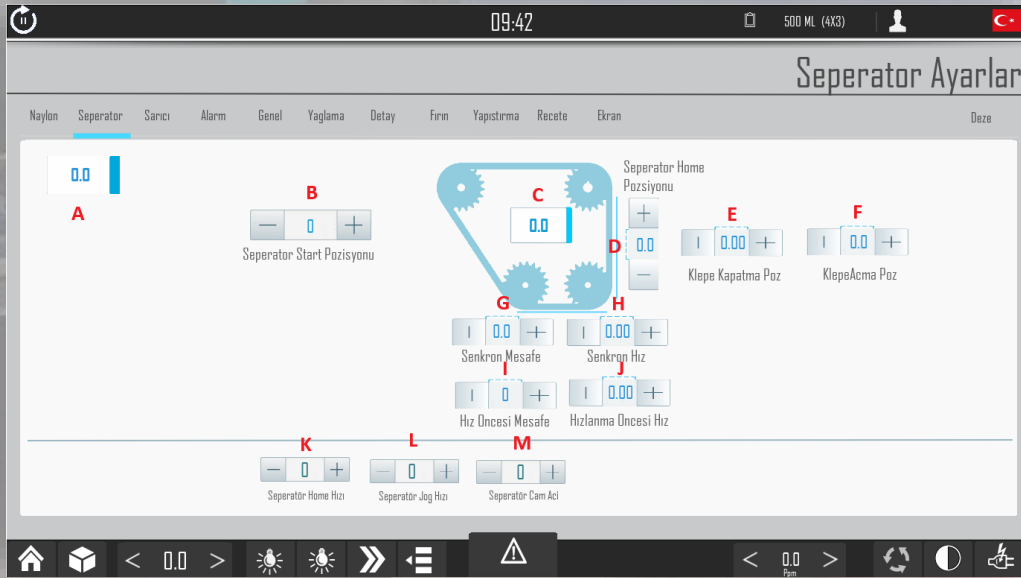 09:42
500 ML (4X3)
Seperator Ayarlar
Naylon Seperator Sarıcı Alarm Genel Yaglama Detay Fırın Yapıstırma Recete Ekran Deze
0.0
A
B
0
Seperator Start Pozisyonu
C
0.0
Seperator Home
Pozsiyonu
D
0.0
E
0.00
Klepe Kapatma Poz
F
0.0
KlepeAcma Poz
G
0.0
Senkron Mesafe
H
0.00
Senkron Hız
I
0
Hız Oncesi Mesafe
J
0.00
Hızlanma Oncesi Hız
K
0
Seperatör Home Hızı
L
0
Seperatör Jog Hızı
M
0
Seperatör Cam Aci
< 0.0 >
< 0.0 >
Ppm